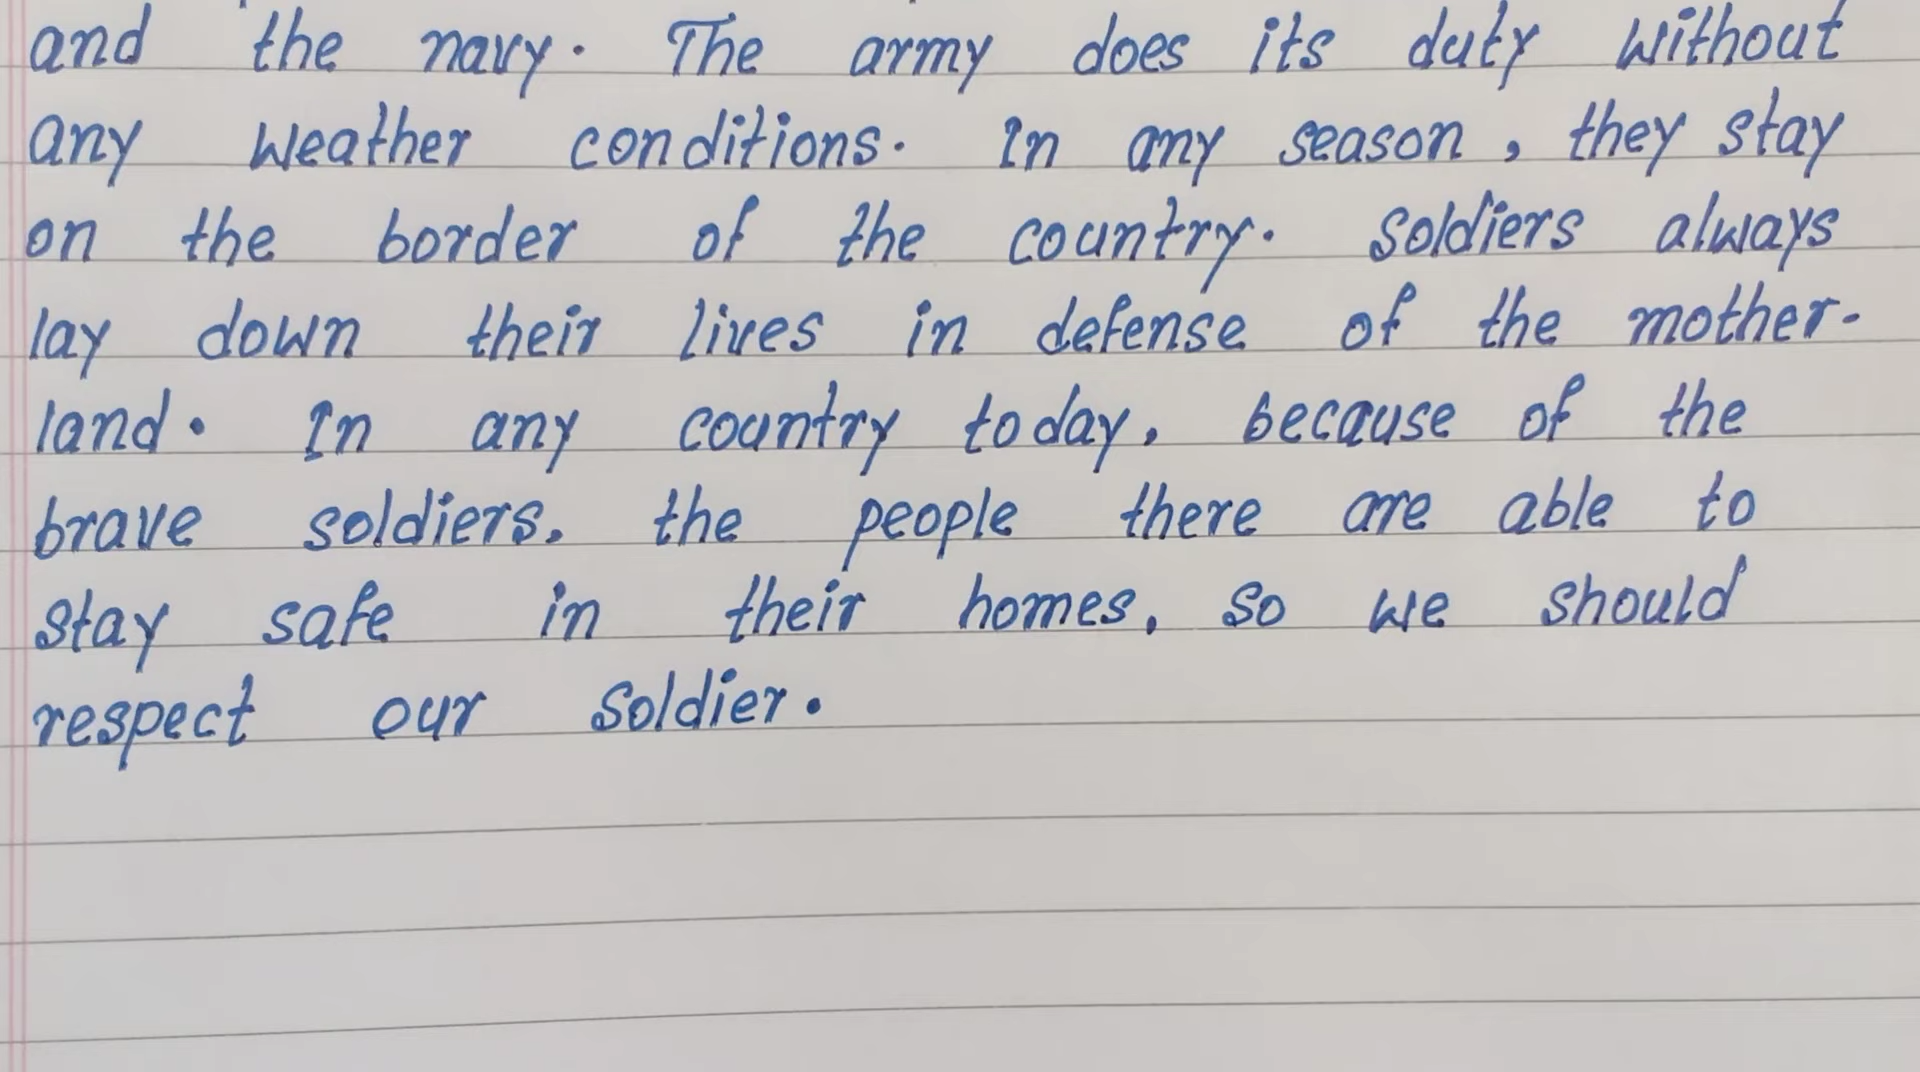 and the navy. The army does its duty without
any weather conditions. In any season, they stay
on the border of the country. Soldiers always
lay down their lives in defense of the mother-
land. In any country today, because of the
brave soldiers. the people there are able to
stay safe in their homes, so we should
respect our soldier.